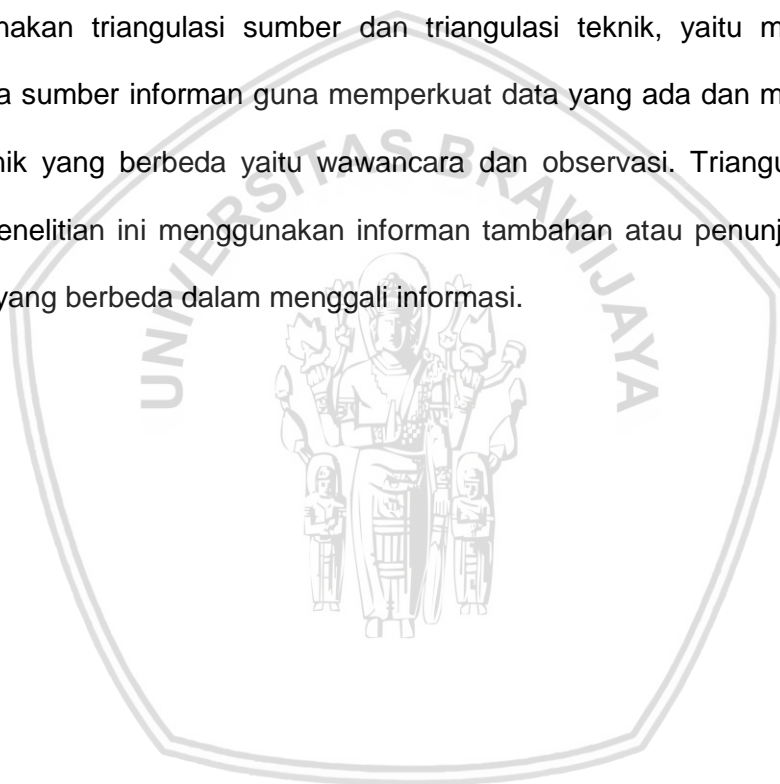 nakan triangulasi sumber dan triangulasi teknik, yaitu m
a sumber informan guna memperkuat data yang ada dan m
nik yang berbeda yaitu wawancara dan observasi. Triangu
enelitian ini menggunakan informan tambahan atau penunj
yang berbeda dalam menggali informasi.
UNIVERSITAS BRAWIJAYA